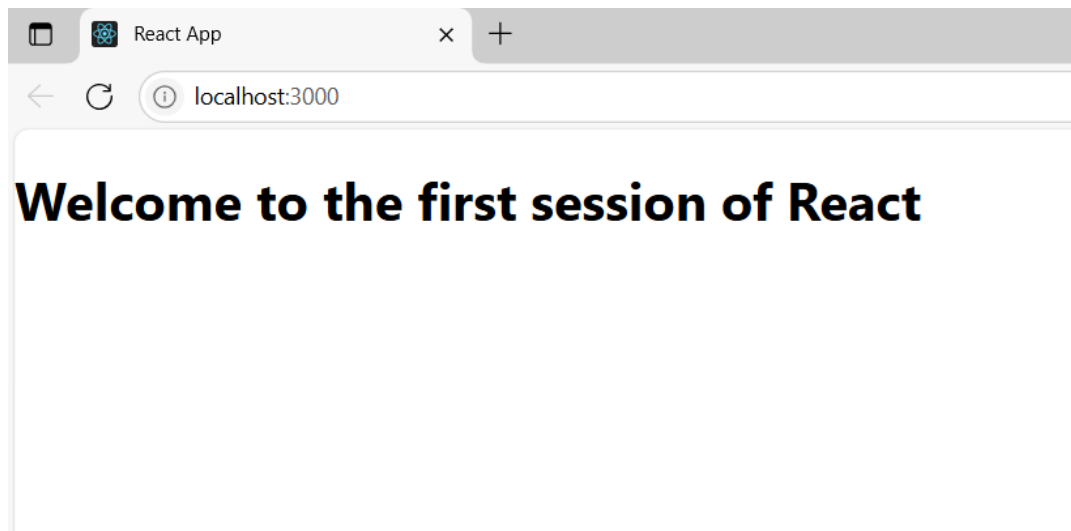 React App
localhost:3000
Welcome to the first session of React